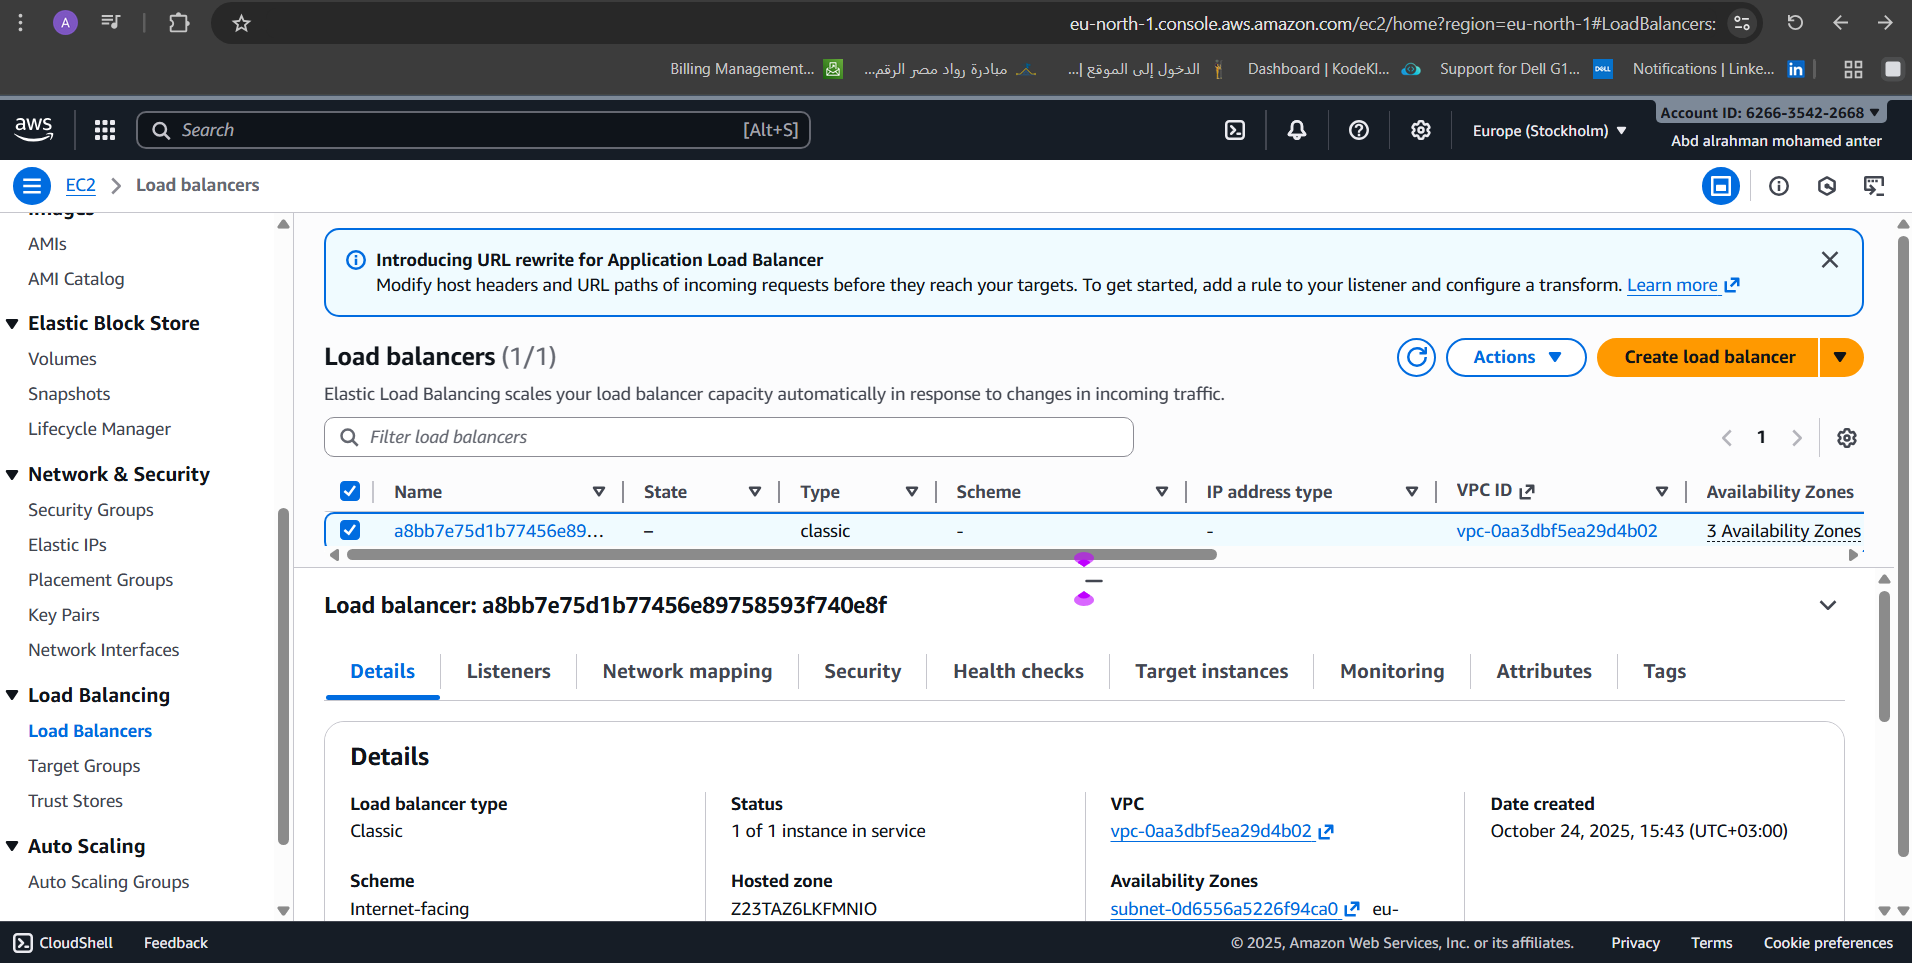 A
eu-north-1.console.aws.amazon.com/ec2/home?region=eu-north-1#LoadBalancers:
Billing Management...
مبادرة رواد مصر الرقم...
الدخول إلى الموقع |...
Dashboard | KodeKl...
Support for Dell G1...
DELL
Notifications | Linke...
in
aws
Search
[Alt+S]
Europe (Stockholm)
Account ID: 6266-3542-2668
Abd alrahman mohamed anter
EC2
Load balancers
Images
AMIs
AMI Catalog
Elastic Block Store
Volumes
Snapshots
Lifecycle Manager
Network & Security
Security Groups
Elastic IPs
Placement Groups
Key Pairs
Network Interfaces
Load Balancing
Load Balancers
Target Groups
Trust Stores
Auto Scaling
Auto Scaling Groups
Introducing URL rewrite for Application Load Balancer
Modify host headers and URL paths of incoming requests before they reach your targets. To get started, add a rule to your listener and configure a transform. Learn more
Load balancers (1/1)
Actions
Create load balancer
Elastic Load Balancing scales your load balancer capacity automatically in response to changes in incoming traffic.
Filter load balancers
1
Name State Type Scheme IP address type VPC ID Availability Zones
a8bb7e75d1b77456e89... – classic - - vpc-0aa3dbf5ea29d4b02 3 Availability Zones
Load balancer: a8bb7e75d1b77456e89758593f740e8f
Details Listeners Network mapping Security Health checks Target instances Monitoring Attributes Tags
Details
Load balancer type
Classic
Status
1 of 1 instance in service
VPC
vpc-0aa3dbf5ea29d4b02
Date created
October 24, 2025, 15:43 (UTC+03:00)
Scheme
Internet-facing
Hosted zone
Z23TAZ6LKFMNIO
Availability Zones
subnet-0d6556a5226f94ca0 eu-
CloudShell
Feedback
© 2025, Amazon Web Services, Inc. or its affiliates.
Privacy
Terms
Cookie preferences